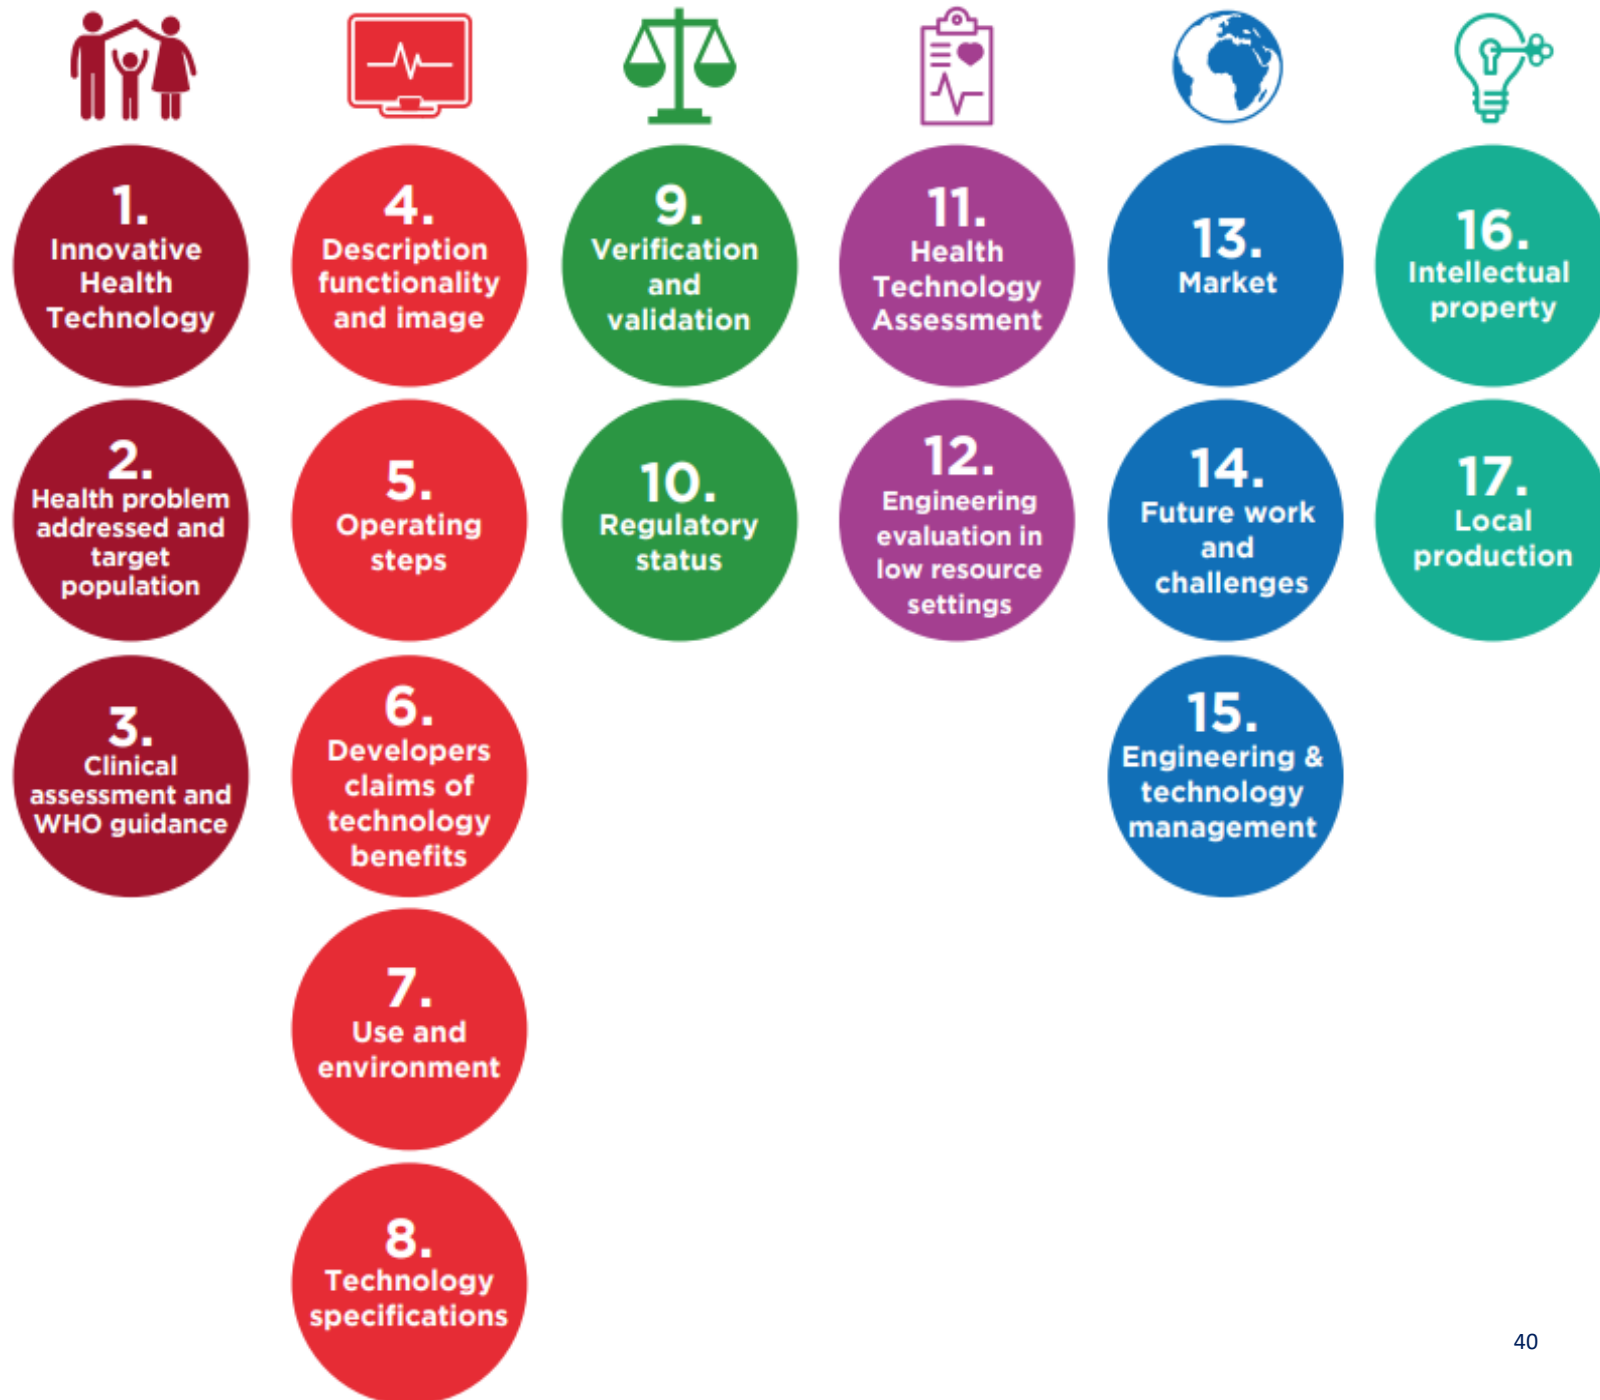 1.
Innovative
Health
Technology
2.
Health problem
addressed and
target
population
3.
Clinical
assessment and
WHO guidance
4.
Description
functionality
and image
5.
Operating
steps
6.
Developers
claims of
technology
benefits
7.
Use and
environment
8.
Technology
specifications
9.
Verification
and
validation
10.
Regulatory
status
11.
Health
Technology
Assessment
12.
Engineering
evaluation in
low resource
settings
13.
Market
14.
Future work
and
challenges
15.
Engineering &
technology
management
16.
Intellectual
property
17.
Local
production
40